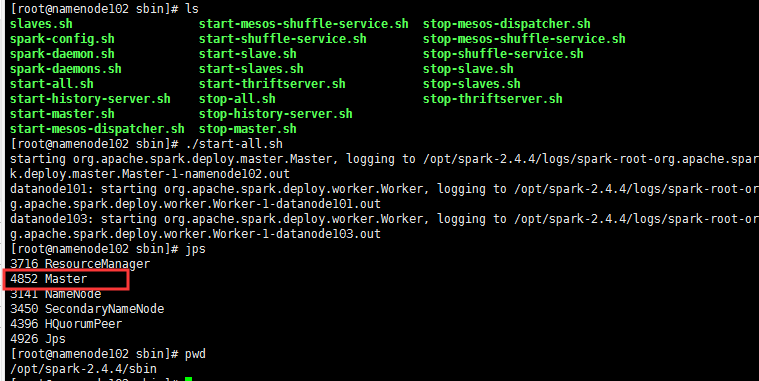 [root@namenode102 sbin]# ls
slaves.sh start-mesos-shuffle-service.sh stop-mesos-dispatcher.sh
spark-config.sh start-shuffle-service.sh stop-mesos-shuffle-service.sh
spark-daemon.sh start-slave.sh stop-shuffle-service.sh
spark-daemons.sh start-slaves.sh stop-slave.sh
start-all.sh start-thriftserver.sh stop-slaves.sh
start-history-server.sh stop-all.sh stop-thriftserver.sh
start-master.sh stop-history-server.sh
start-mesos-dispatcher.sh stop-master.sh
[root@namenode102 sbin]# ./start-all.sh
starting org.apache.spark.deploy.master.Master, logging to /opt/spark-2.4.4/logs/spark-root-org.apache.spar
k.deploy.master.Master-1-namenode102.out
datanode101: starting org.apache.spark.deploy.worker.Worker, logging to /opt/spark-2.4.4/logs/spark-root-or
g.apache.spark.deploy.worker.Worker-1-datanode101.out
datanode103: starting org.apache.spark.deploy.worker.Worker, logging to /opt/spark-2.4.4/logs/spark-root-or
g.apache.spark.deploy.worker.Worker-1-datanode103.out
[root@namenode102 sbin]# jps
3716 ResourceManager
4852 Master
3141 NameNode
3450 SecondaryNameNode
4396 HQuorumPeer
4926 Jps
[root@namenode102 sbin]# pwd
/opt/spark-2.4.4/sbin